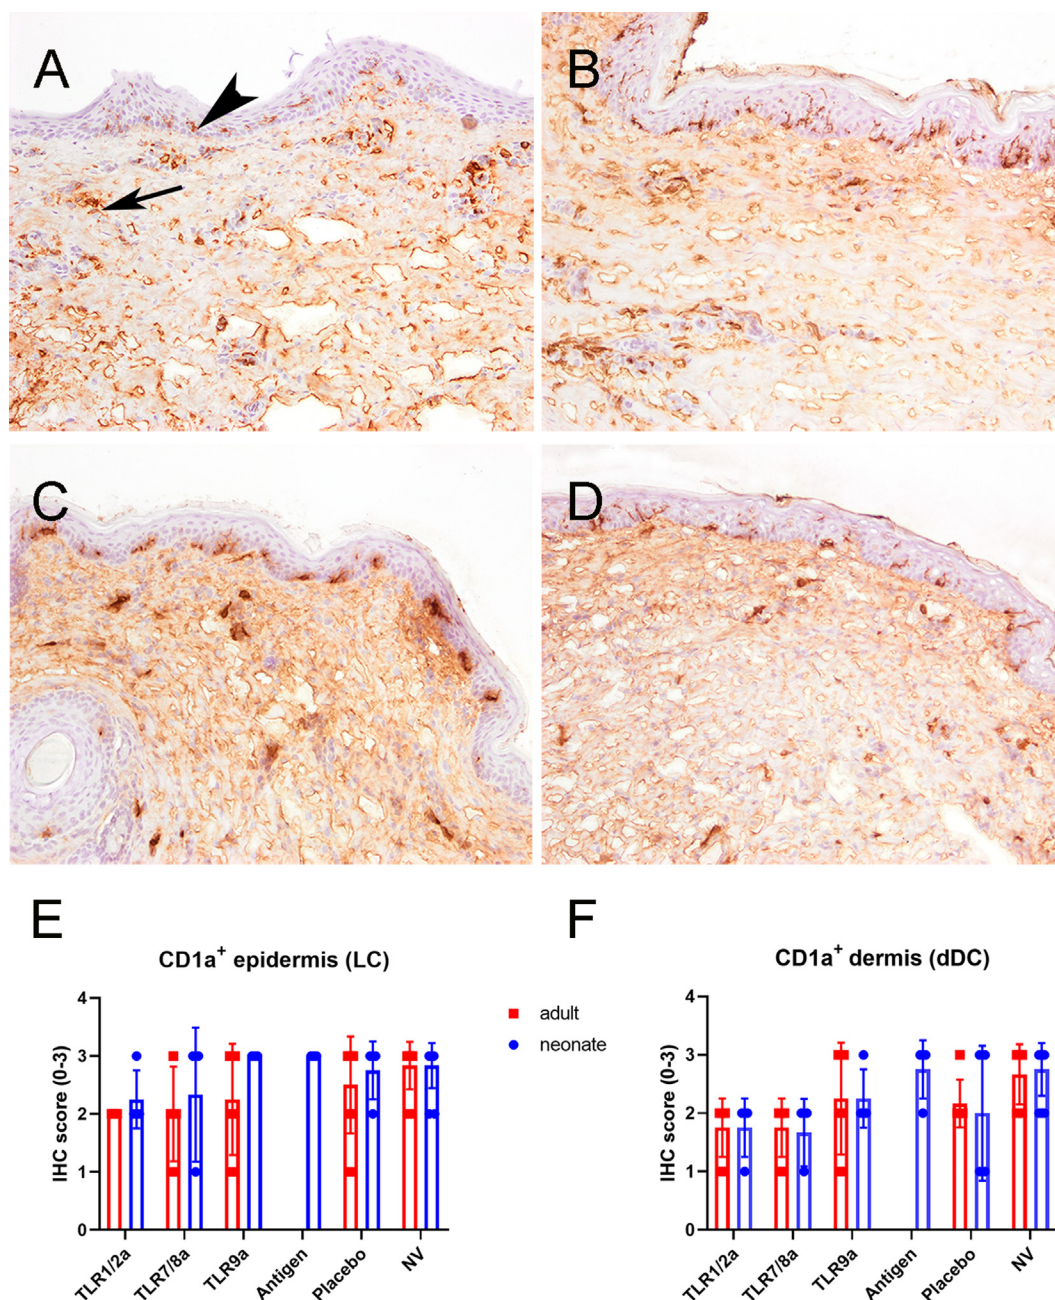 A
B
C
D
E
F
CD1a+ epidermis (LC)
IHC score (0-3)
4
3
2
1
0
TLR1/2a
TLR7/8a
TLR9a
Antigen
Placebo
NV
adult
neonate
CD1a+ dermis (dDC)
IHC score (0-3)
4
3
2
1
0
TLR1/2a
TLR7/8a
TLR9a
Antigen
Placebo
NV